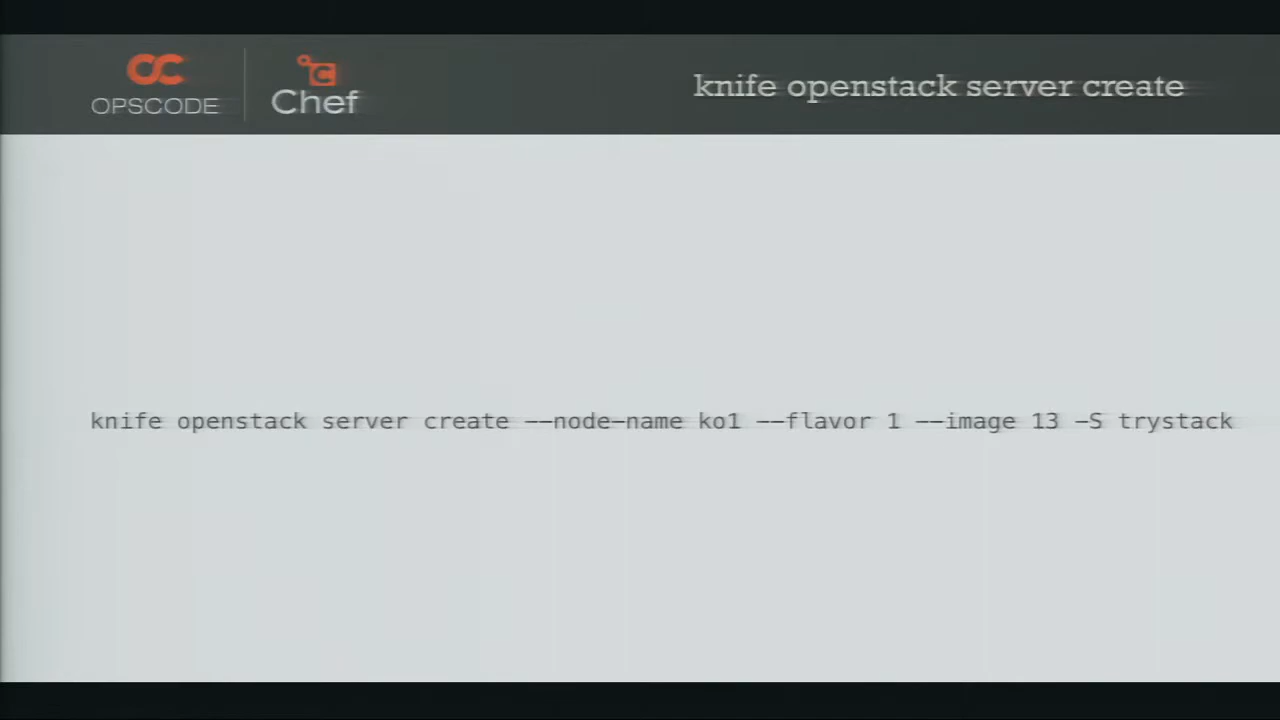 OPSCODE
Chef
knife openstack server create
knife openstack server create --node-name ko1 --flavor 1 --image 13 -S trystack